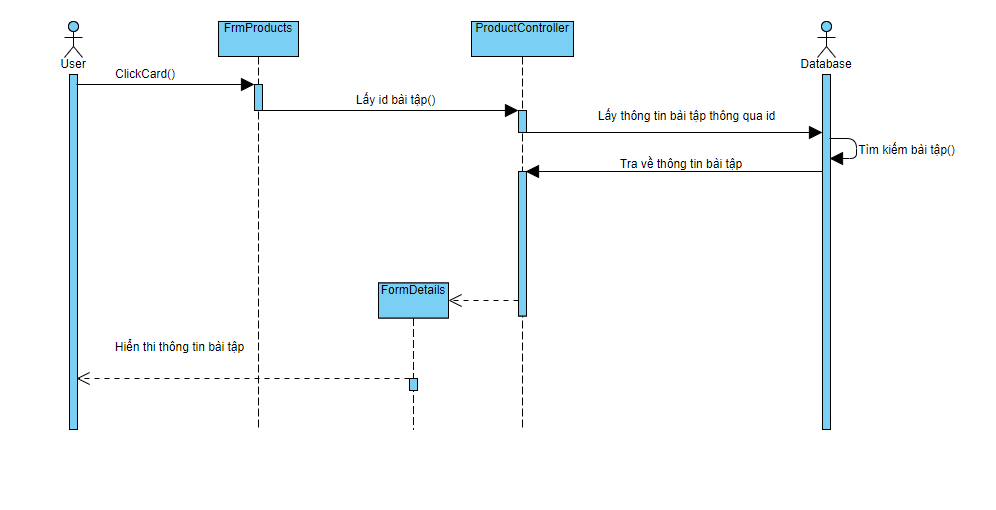 FrmProducts
ProductController
User
Database
ClickCard()
Lấy id bài tập()
Lấy thông tin bài tập thông qua id
Tìm kiếm bài tập()
Tra về thông tin bài tập
FormDetails
Hiển thi thông tin bài tập